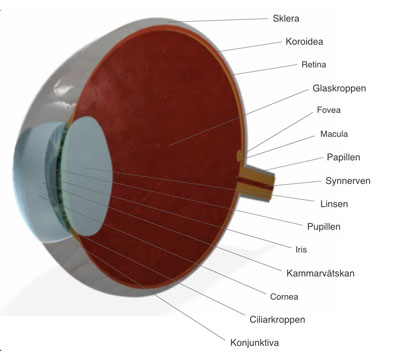 Sklera
Koroidea
Retina
Glaskroppen
Fovea
Macula
Papillen
Synnerven
Linsen
Pupillen
Iris
Kammarvätskan
Cornea
Ciliarkroppen
Konjunktiva